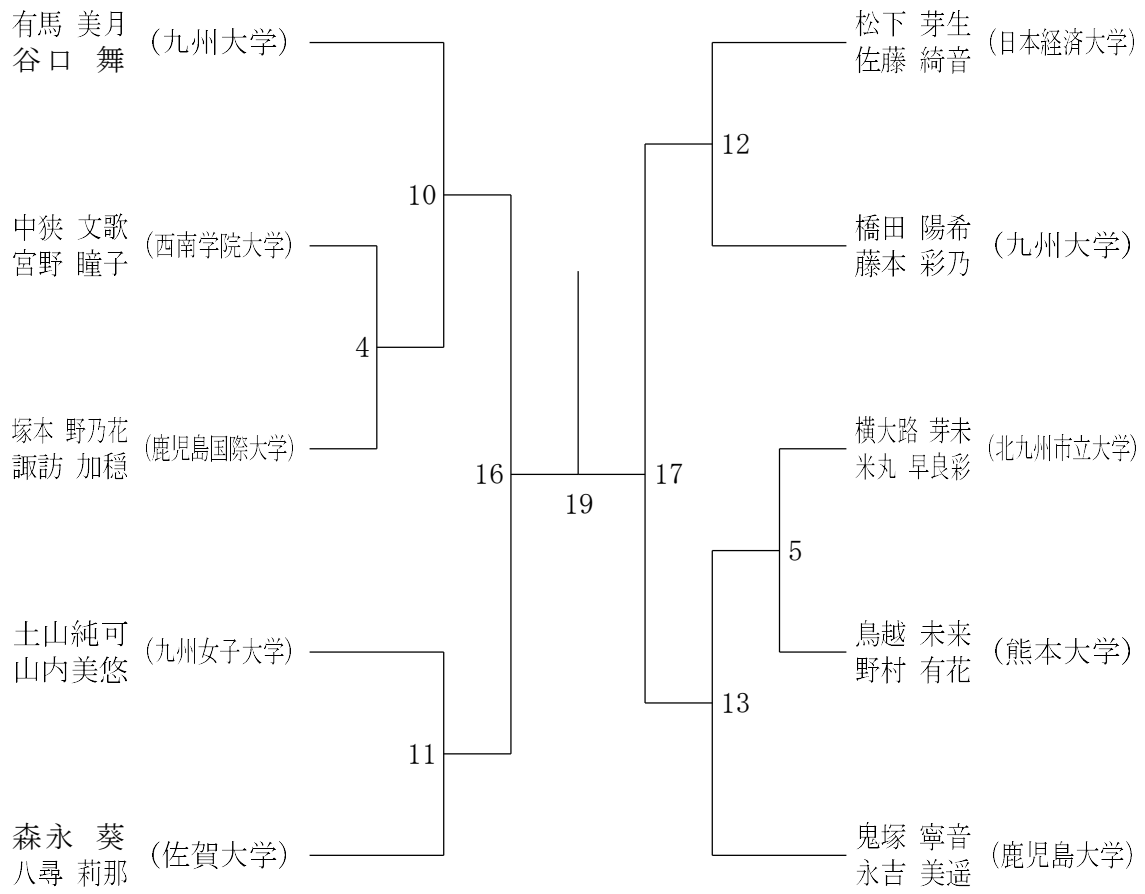 有馬 美月
谷口 舞
(九州大学)
中狭 文歌
宮野 瞳子
(西南学院大学)
塚本 野乃花
諏訪 加穏
(鹿児島国際大学)
土山純可
山内美悠
(九州女子大学)
森永 葵
八尋 莉那
(佐賀大学)
10
4
16
11
19
松下 芽生
佐藤 綺音
(日本経済大学)
12
橋田 陽希
藤本 彩乃
(九州大学)
17
横大路 芽未
米丸 早良彩
(北九州市立大学)
5
鳥越 未来
野村 有花
(熊本大学)
13
鬼塚 寧音
永吉 美遥
(鹿児島大学)